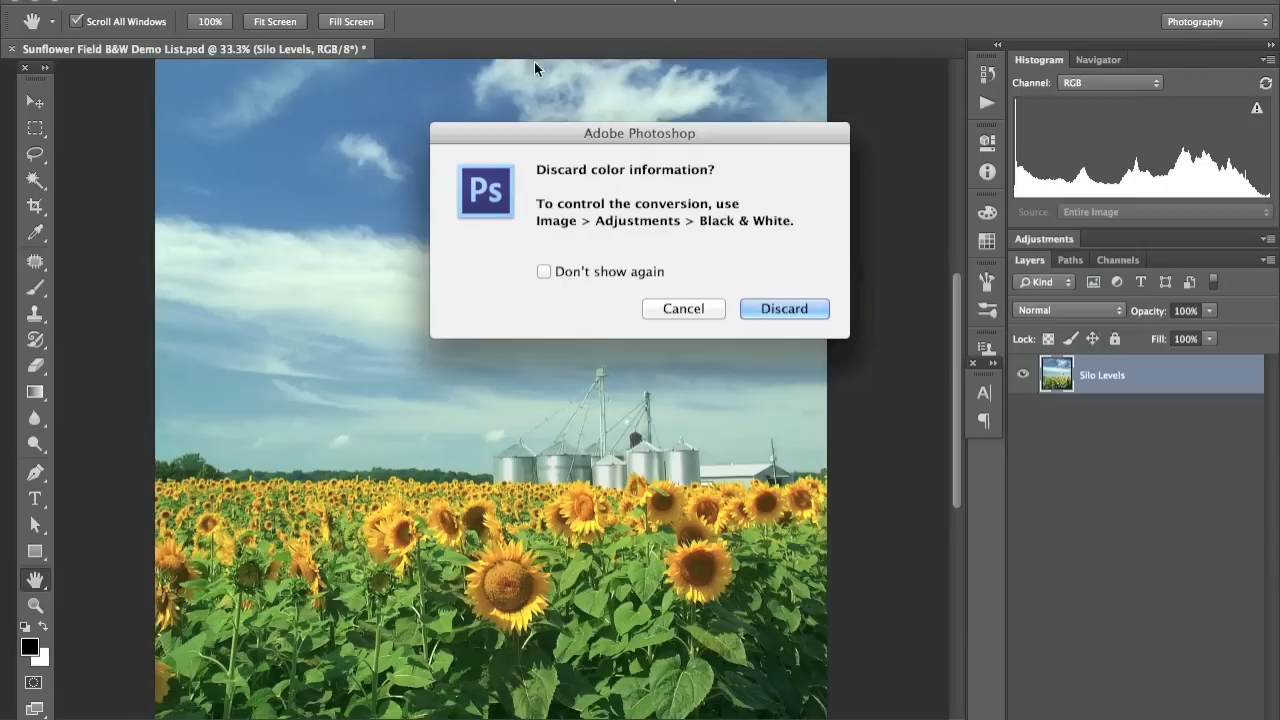 Scroll All Windows
100%
Fit Screen
Fill Screen
Photography
Sunflower Field B&W Demo List.psd @ 33.3% (Silo Levels, RGB/8*) *
Histogram
Navigator
Channel:
RGB
Source:
Entire Image
Adjustments
Layers
Paths
Channels
Kind
Normal
Opacity:
100%
Lock:
Fill:
100%
Silo Levels
Adobe Photoshop
Ps
Discard color information?
To control the conversion, use
Image > Adjustments > Black & White.
Don't show again
Cancel
Discard